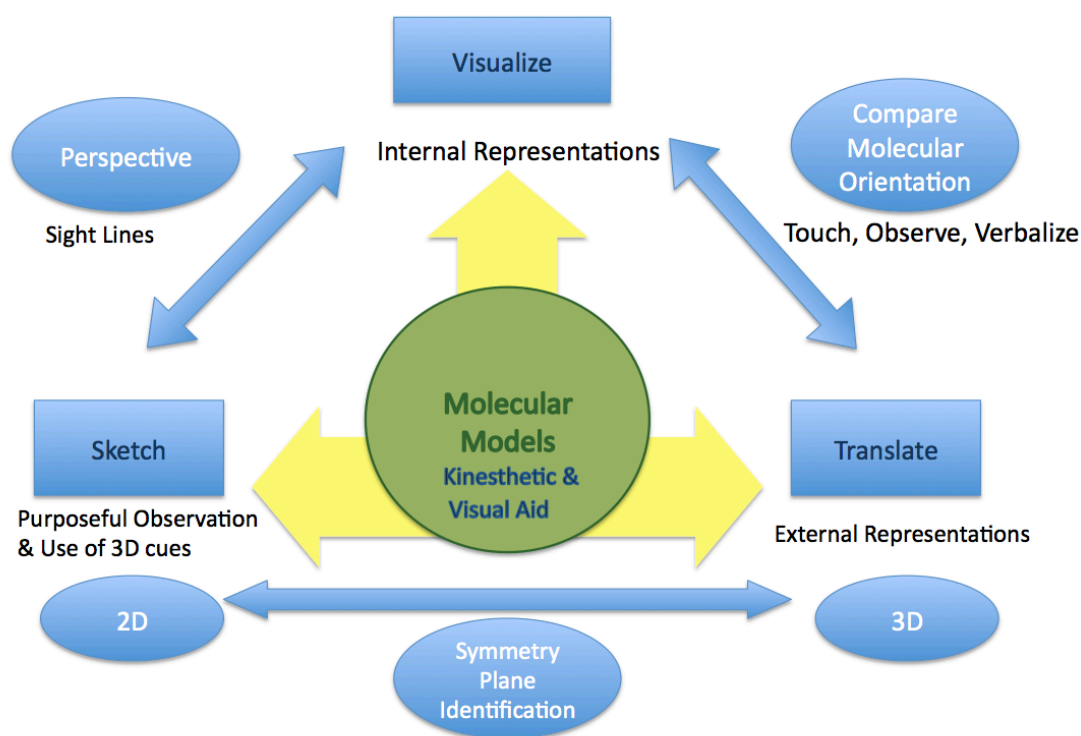 Visualize
Internal Representations
Perspective
Sight Lines
Compare
Molecular
Orientation
Touch, Observe, Verbalize
Molecular
Models
Kinesthetic &
Visual Aid
Sketch
Purposeful Observation
& Use of 3D cues
Translate
External Representations
2D
3D
Symmetry
Plane
Identification